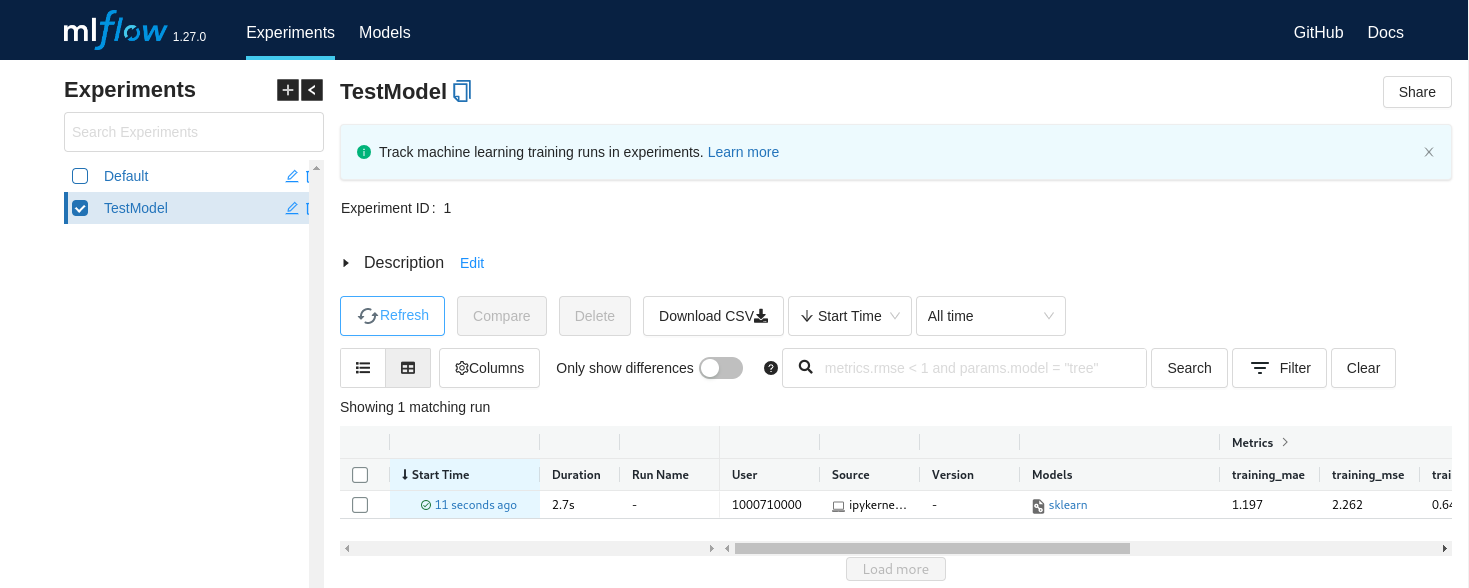 mlflow 1.27.0 Experiments Models GitHub Docs
Experiments
Search Experiments
Default
TestModel
TestModel
Share
Track machine learning training runs in experiments. Learn more
Experiment ID: 1
Description Edit
Refresh Compare Delete Download CSV Start Time All time
Columns Only show differences metrics.rmse < 1 and params.model = "tree" Search Filter Clear
Showing 1 matching run
Metrics
Start Time Duration Run Name User Source Version Models training_mae training_mse trai
11 seconds ago 2.7s - 1000710000 ipykerne... - sklearn 1.197 2.262 0.64
Load more